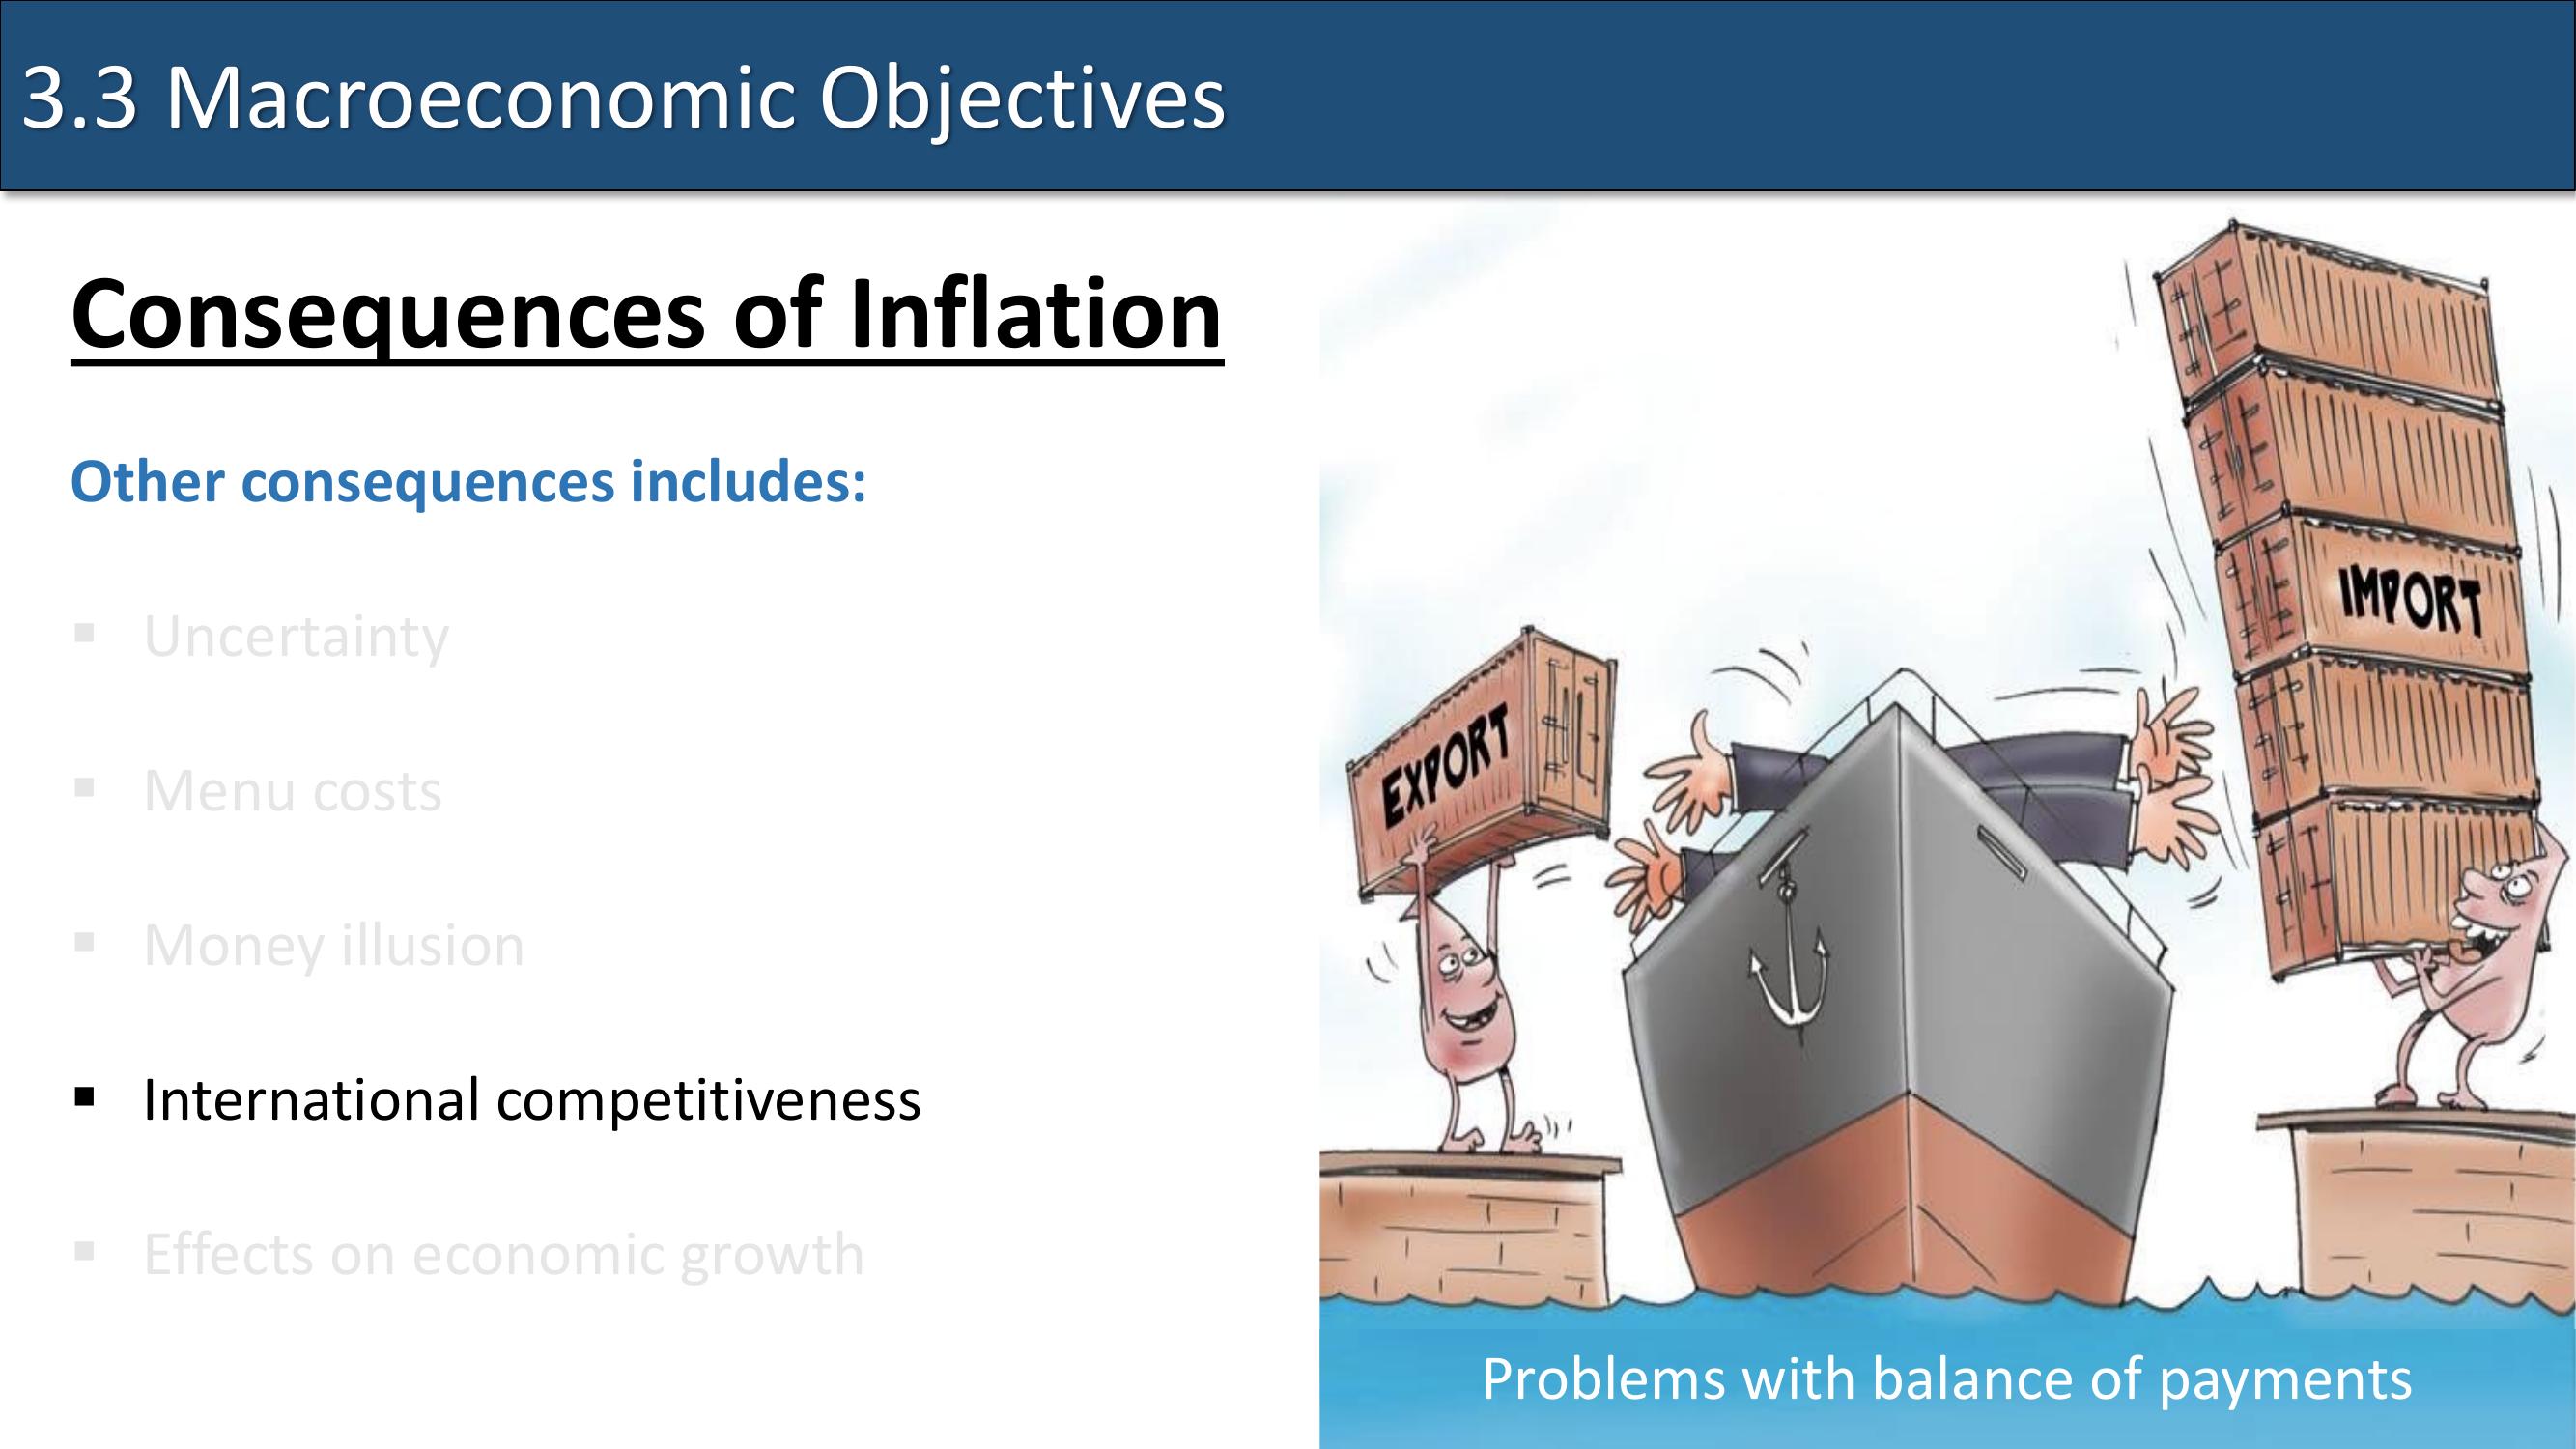 3.3 Macroeconomic Objectives
Consequences of Inflation
Other consequences includes:
▪ Uncertainty
▪ Menu costs
▪ Money illusion
▪ International competitiveness
▪ Effects on economic growth
EXPORT
IMPORT
Problems with balance of payments